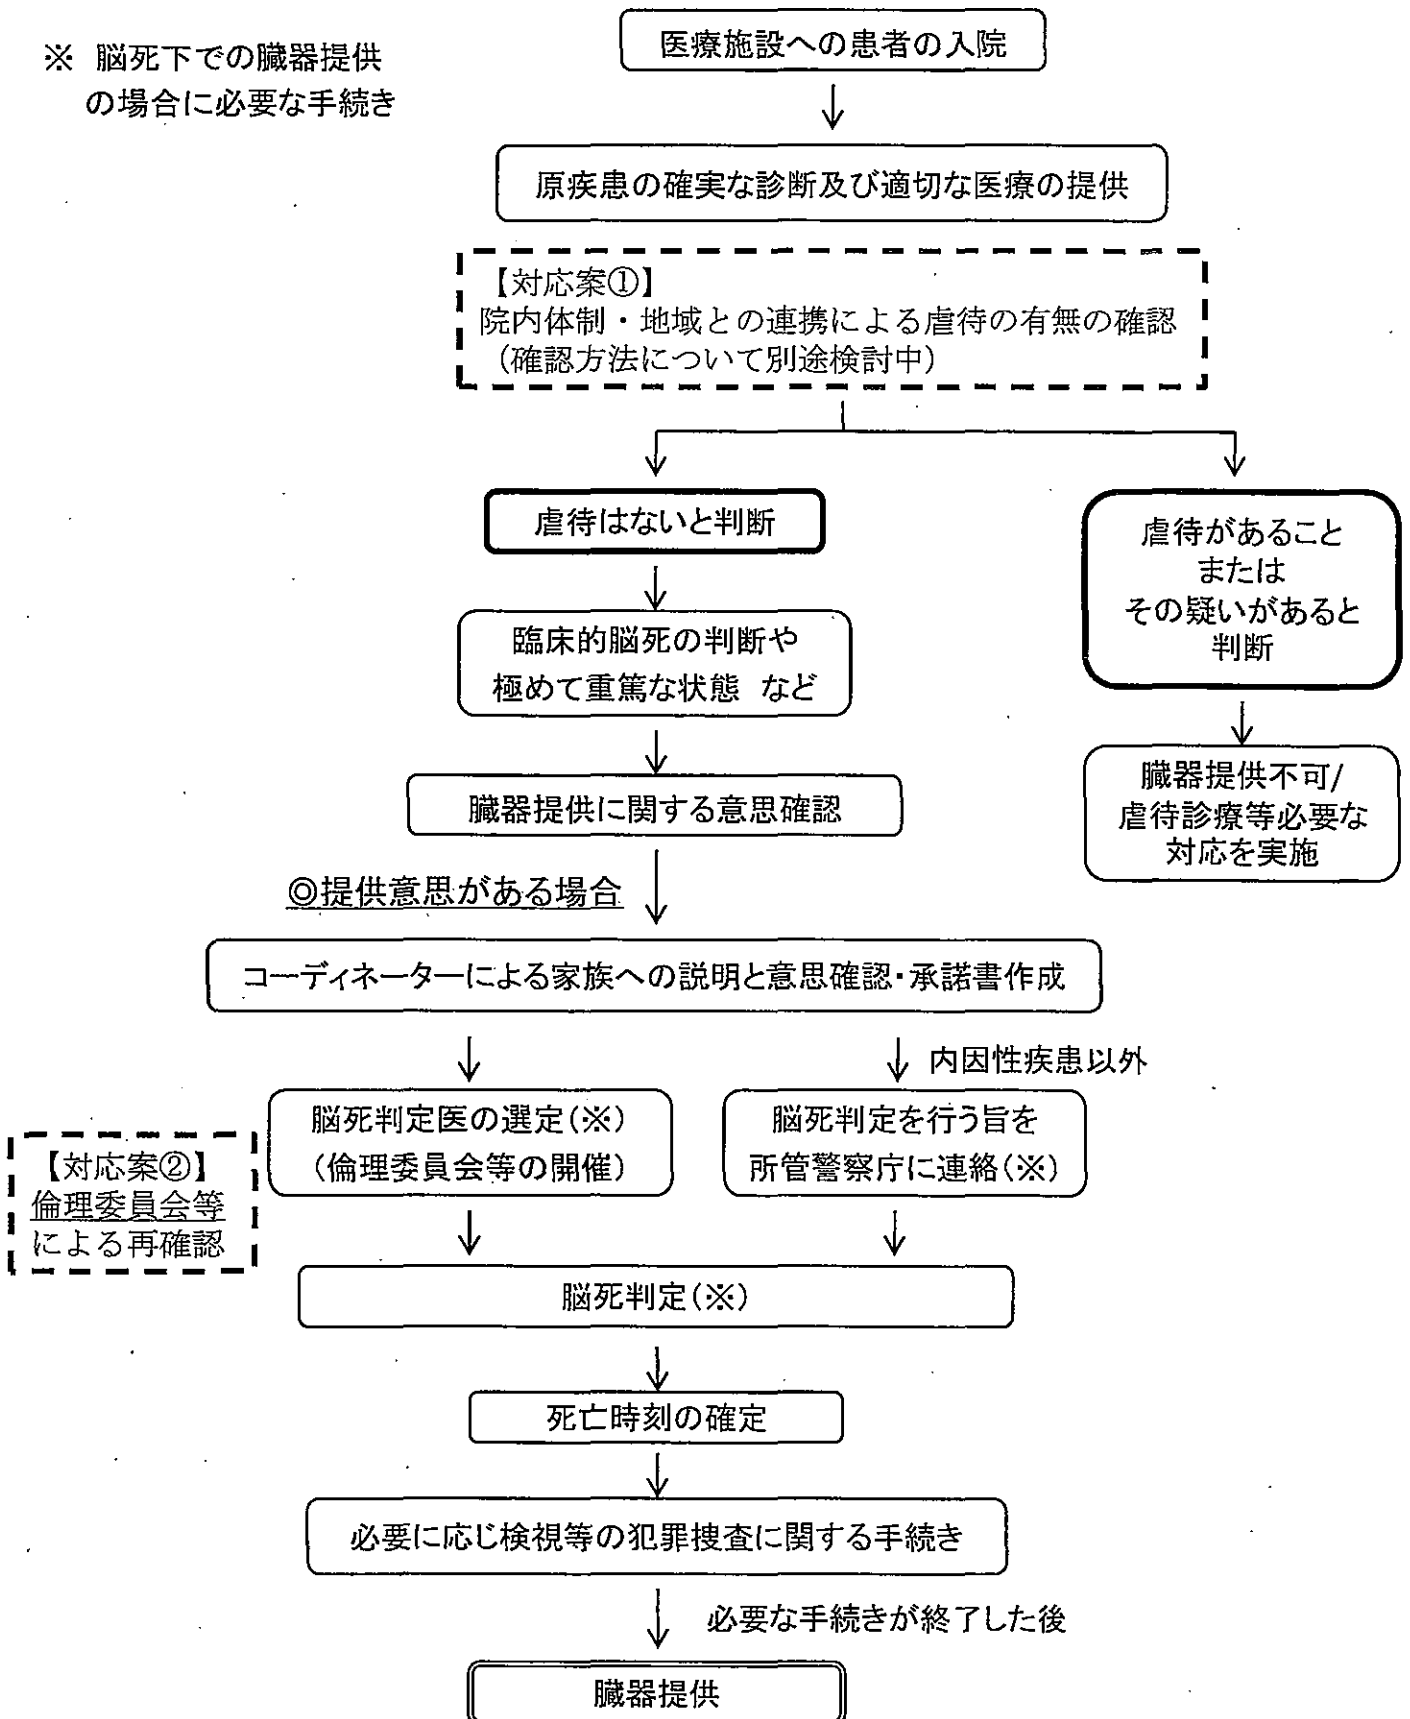 ※ 脳死下での臓器提供
の場合に必要な手続き
医療施設への患者の入院
原疾患の確実な診断及び適切な医療の提供
【対応案①】
院内体制・地域との連携による虐待の有無の確認
（確認方法について別途検討中）
虐待はないと判断
虐待があること
または
その疑いがあると
判断
臨床的脳死の判断や
極めて重篤な状態 など
臓器提供不可/
虐待診療等必要な
対応を実施
臓器提供に関する意思確認
◎提供意思がある場合
コーディネーターによる家族への説明と意思確認・承諾書作成
内因性疾患以外
脳死判定医の選定(※)
(倫理委員会等の開催)
脳死判定を行う旨を
所管警察庁に連絡(※)
【対応案②】
倫理委員会等
による再確認
脳死判定(※)
死亡時刻の確定
必要に応じ検視等の犯罪捜査に関する手続き
必要な手続きが終了した後
臓器提供